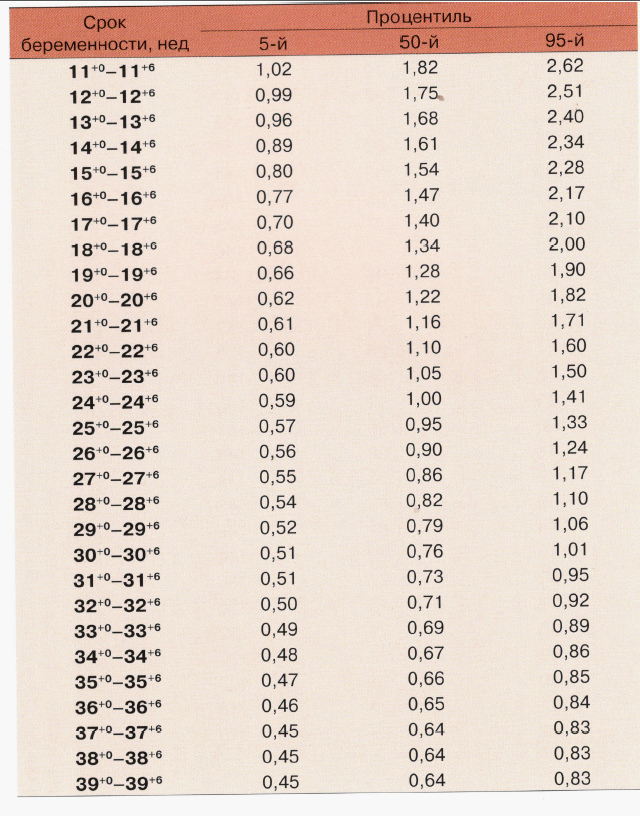 Срок беременности, нед Процентиль
5-й 50-й 95-й
11+0–11+6 1,02 1,82 2,62
12+0–12+6 0,99 1,75 2,51
13+0–13+6 0,96 1,68 2,40
14+0–14+6 0,89 1,61 2,34
15+0–15+6 0,80 1,54 2,28
16+0–16+6 0,77 1,47 2,17
17+0–17+6 0,70 1,40 2,10
18+0–18+6 0,68 1,34 2,00
19+0–19+6 0,66 1,28 1,90
20+0–20+6 0,62 1,22 1,82
21+0–21+6 0,61 1,16 1,71
22+0–22+6 0,60 1,10 1,60
23+0–23+6 0,60 1,05 1,50
24+0–24+6 0,59 1,00 1,41
25+0–25+6 0,57 0,95 1,33
26+0–26+6 0,56 0,90 1,24
27+0–27+6 0,55 0,86 1,17
28+0–28+6 0,54 0,82 1,10
29+0–29+6 0,52 0,79 1,06
30+0–30+6 0,51 0,76 1,01
31+0–31+6 0,51 0,73 0,95
32+0–32+6 0,50 0,71 0,92
33+0–33+6 0,49 0,69 0,89
34+0–34+6 0,48 0,67 0,86
35+0–35+6 0,47 0,66 0,85
36+0–36+6 0,46 0,65 0,84
37+0–37+6 0,45 0,64 0,83
38+0–38+6 0,45 0,64 0,83
39+0–39+6 0,45 0,64 0,83